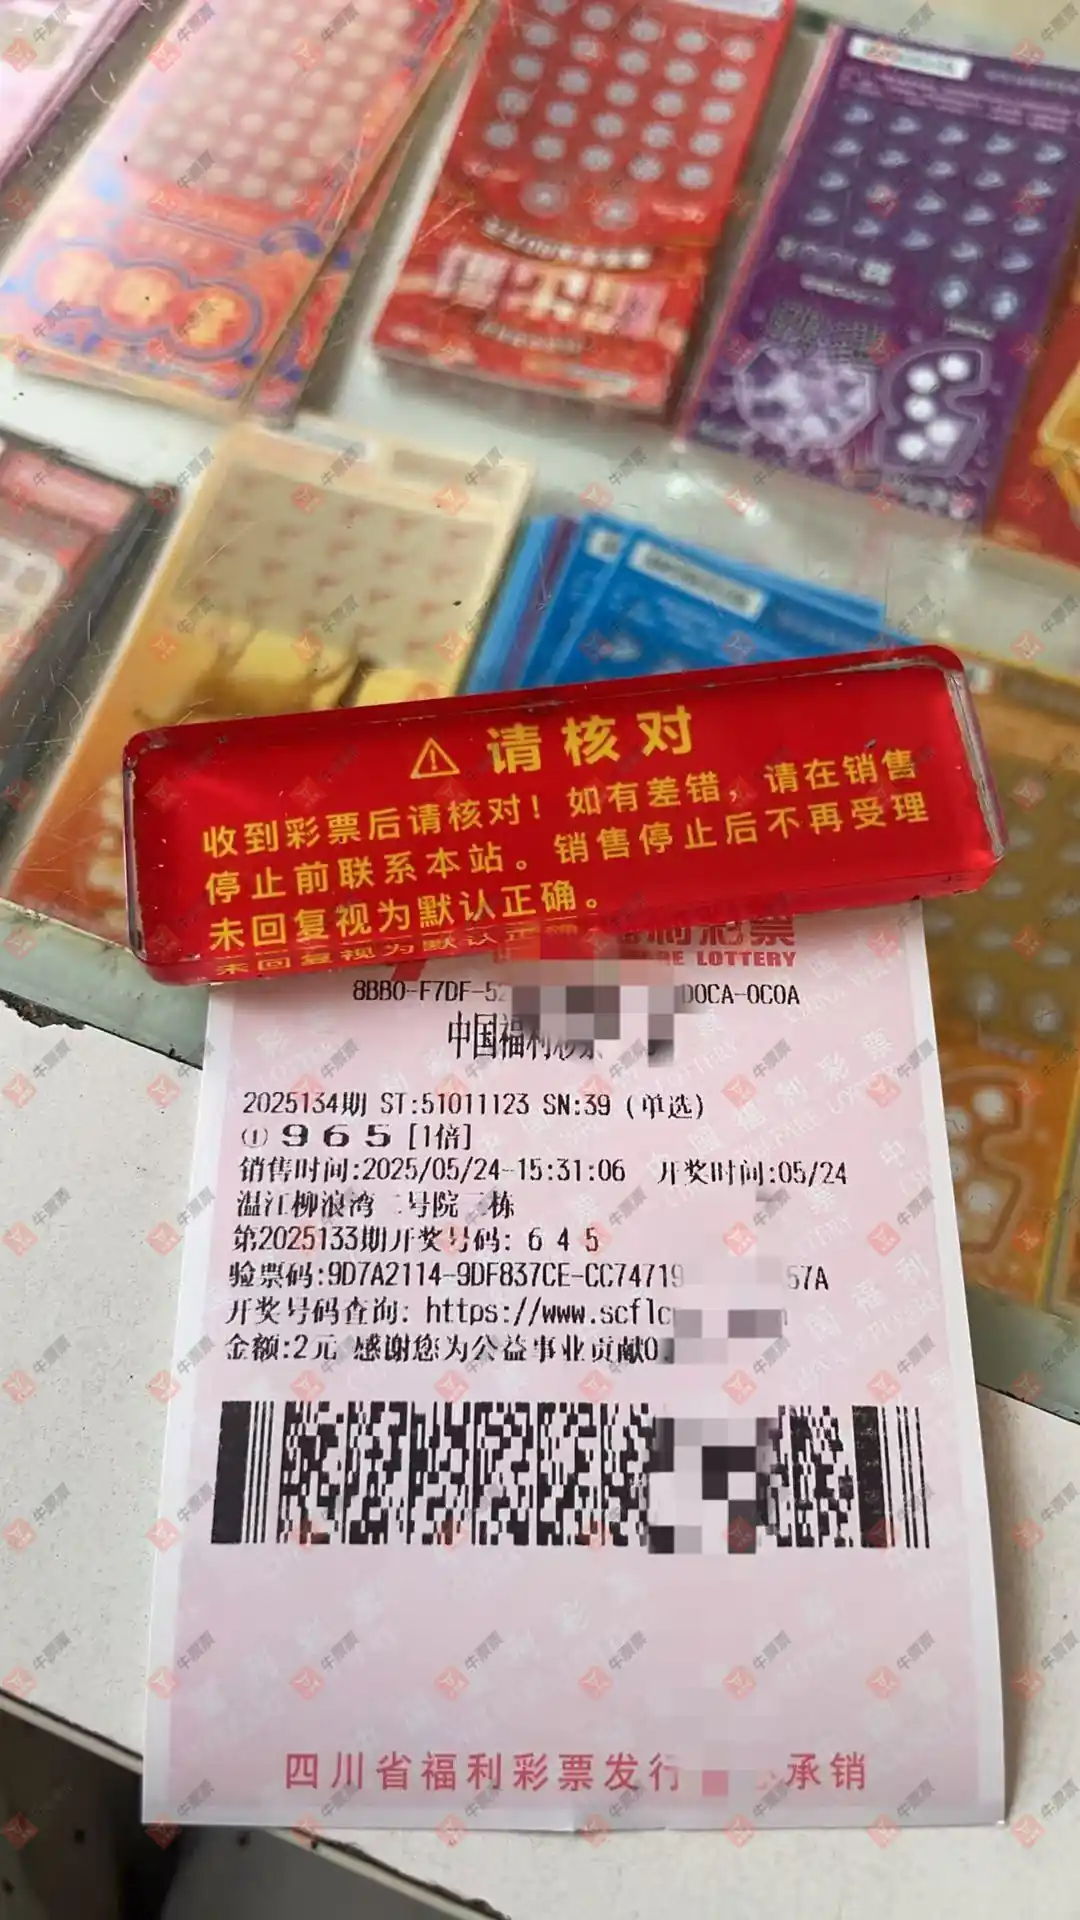 请核对
收到彩票后请核对！如有差错，请在销售
停止前联系本站。销售停止后不再受理
未回复视为默认正确。
LOTTERY
8BB0-F7DF-52
D0CA-0C0A
中国福利彩票
2025134期 ST:51011123 SN:39 (单选)
① 9 6 5 [1倍]
销售时间:2025/05/24-15:31:06 开奖时间:05/24
温江柳浪湾二号院三栋
第2025133期开奖号码: 6 4 5
验票码:9D7A2114-9DF837CE-CC74719 57A
开奖号码查询: https://www.scflc
金额:2元 感谢您为公益事业贡献0.
四川省福利彩票发行 承销
牛票票